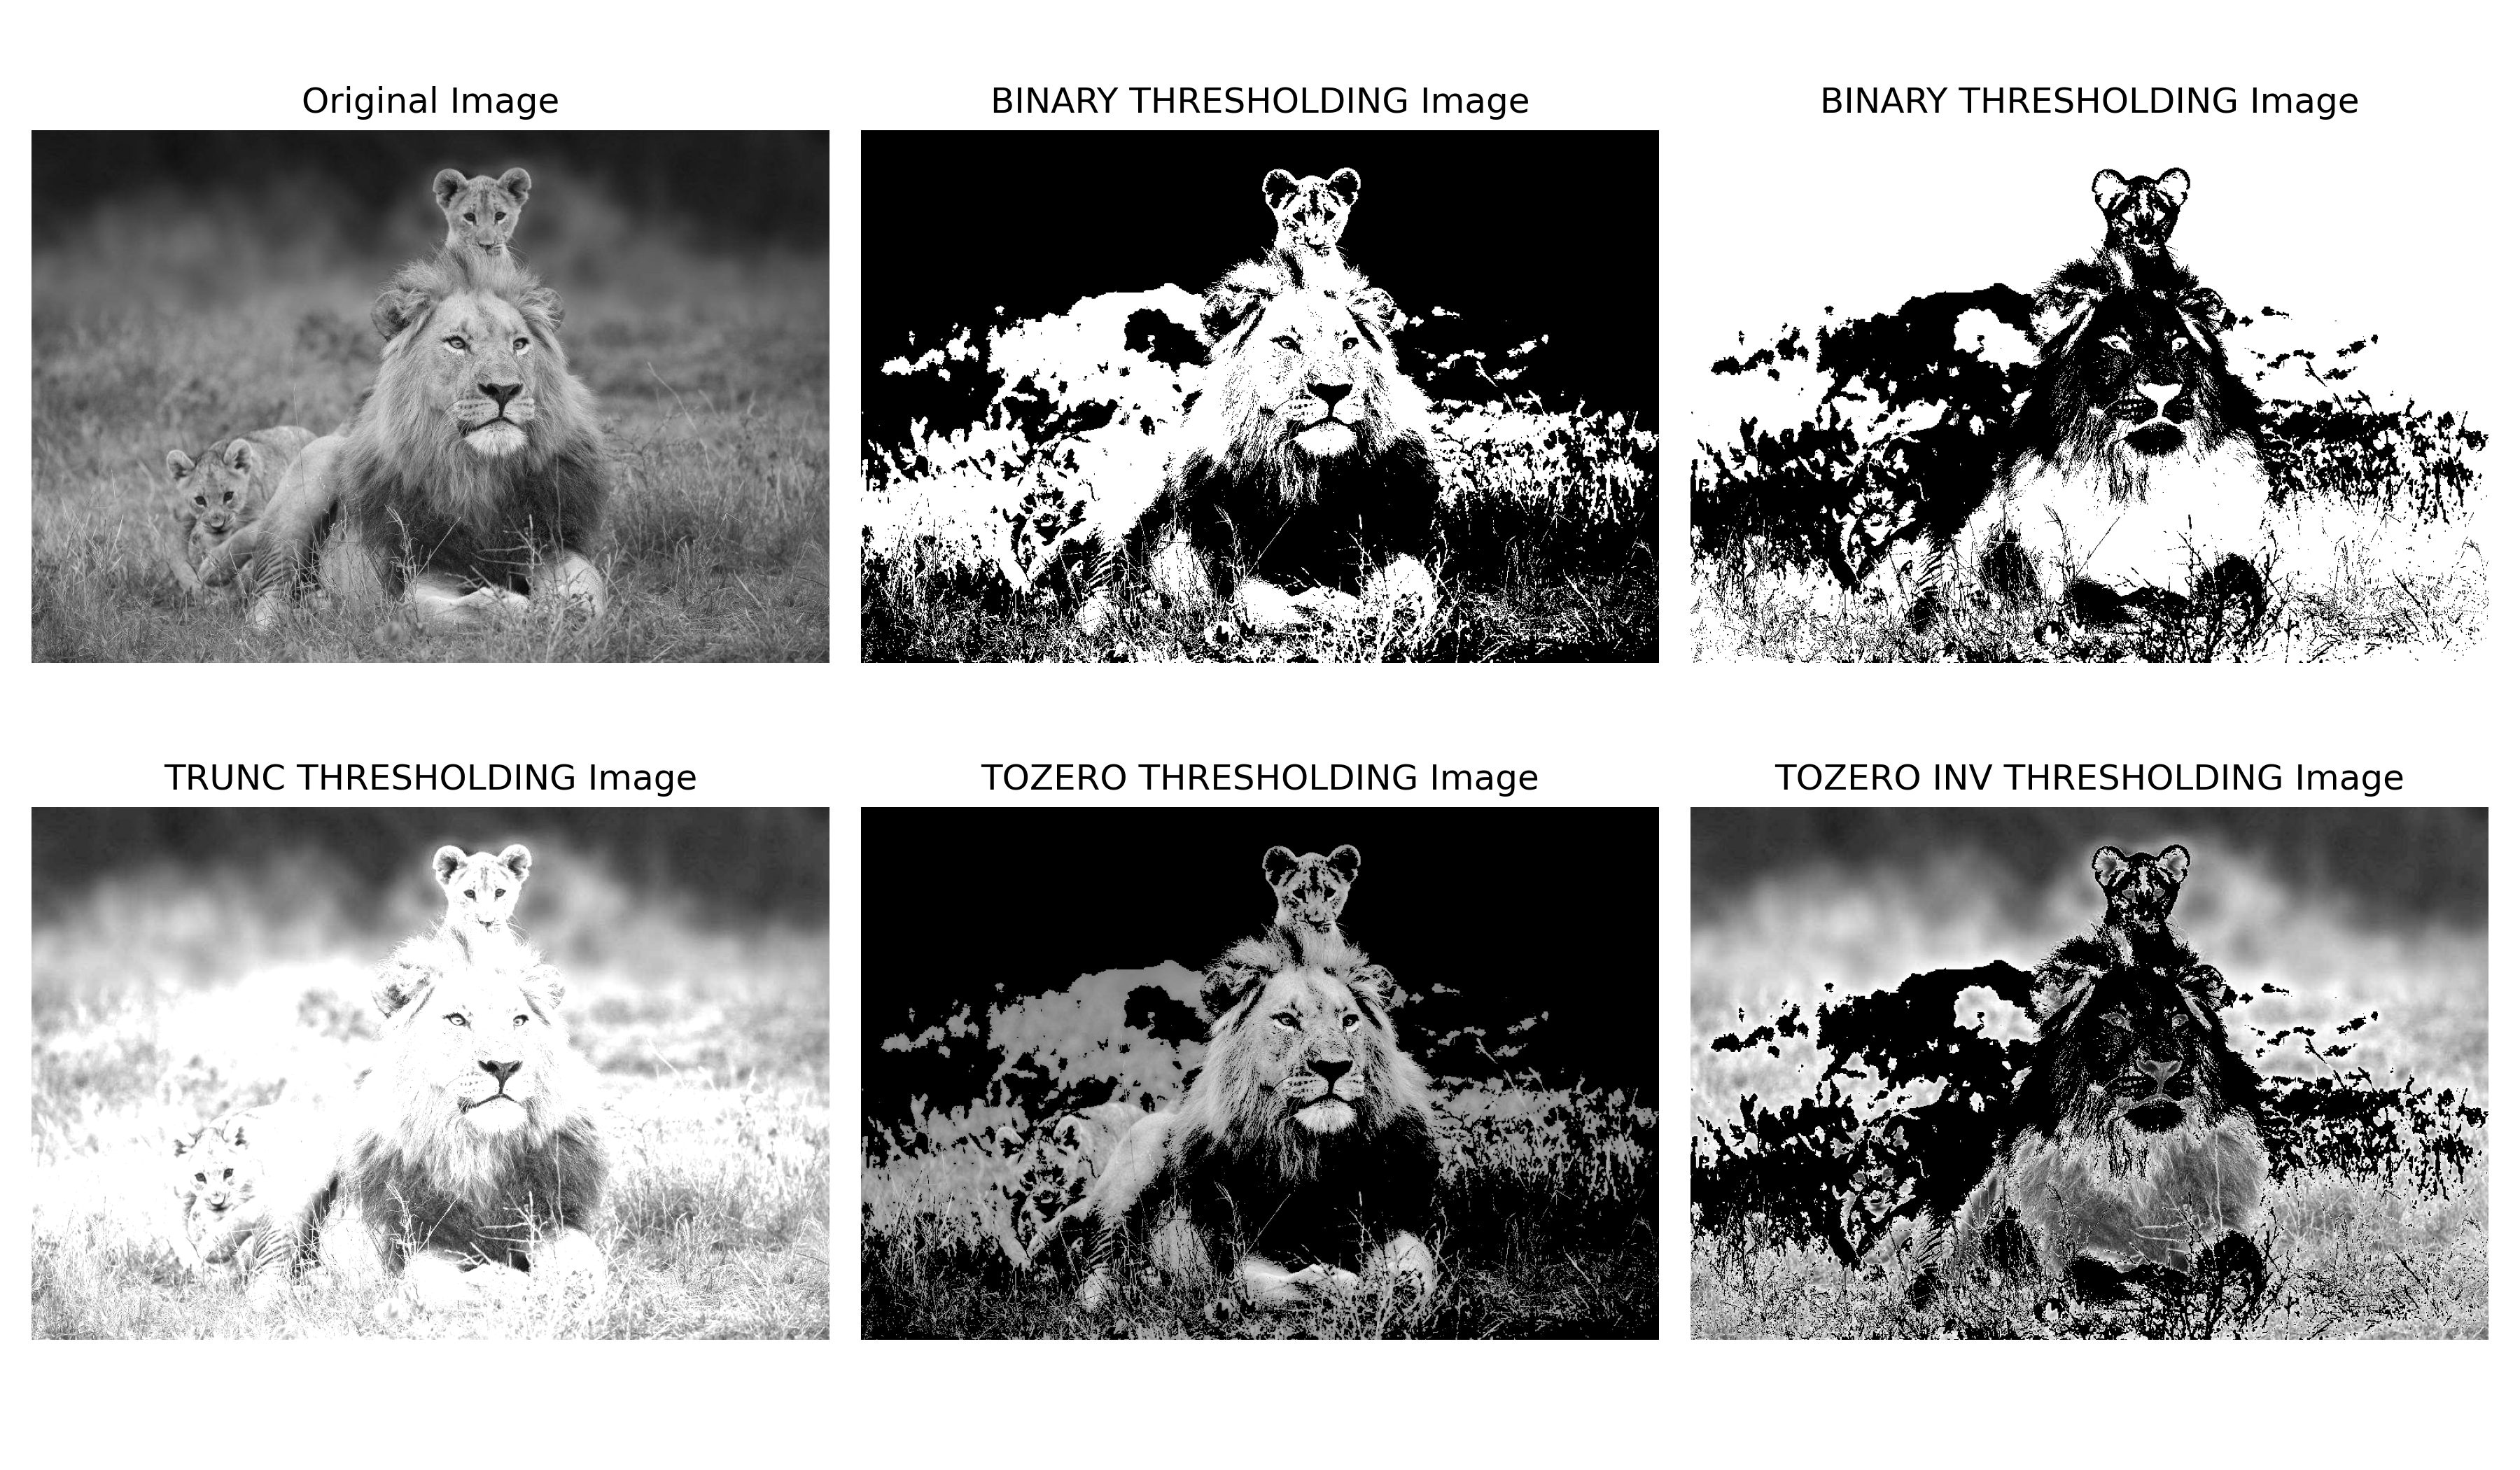 Original Image
BINARY THRESHOLDING Image
BINARY THRESHOLDING Image
TRUNC THRESHOLDING Image
TOZERO THRESHOLDING Image
TOZERO INV THRESHOLDING Image